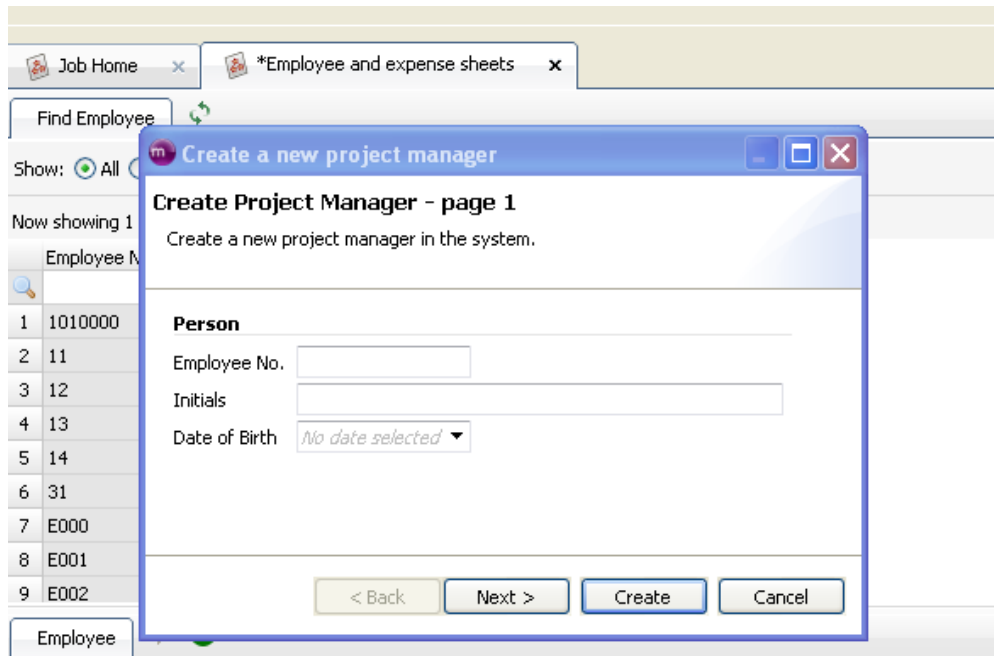 Job Home
*Employee and expense sheets
Find Employee
Create a new project manager
Show: All
Create Project Manager - page 1
Now showing 1
Create a new project manager in the system.
Employee N
1 1010000
Person
2 11
Employee No.
3 12
Initials
4 13
Date of Birth No date selected
5 14
6 31
7 E000
8 E001
9 E002
< Back Next > Create Cancel
Employee